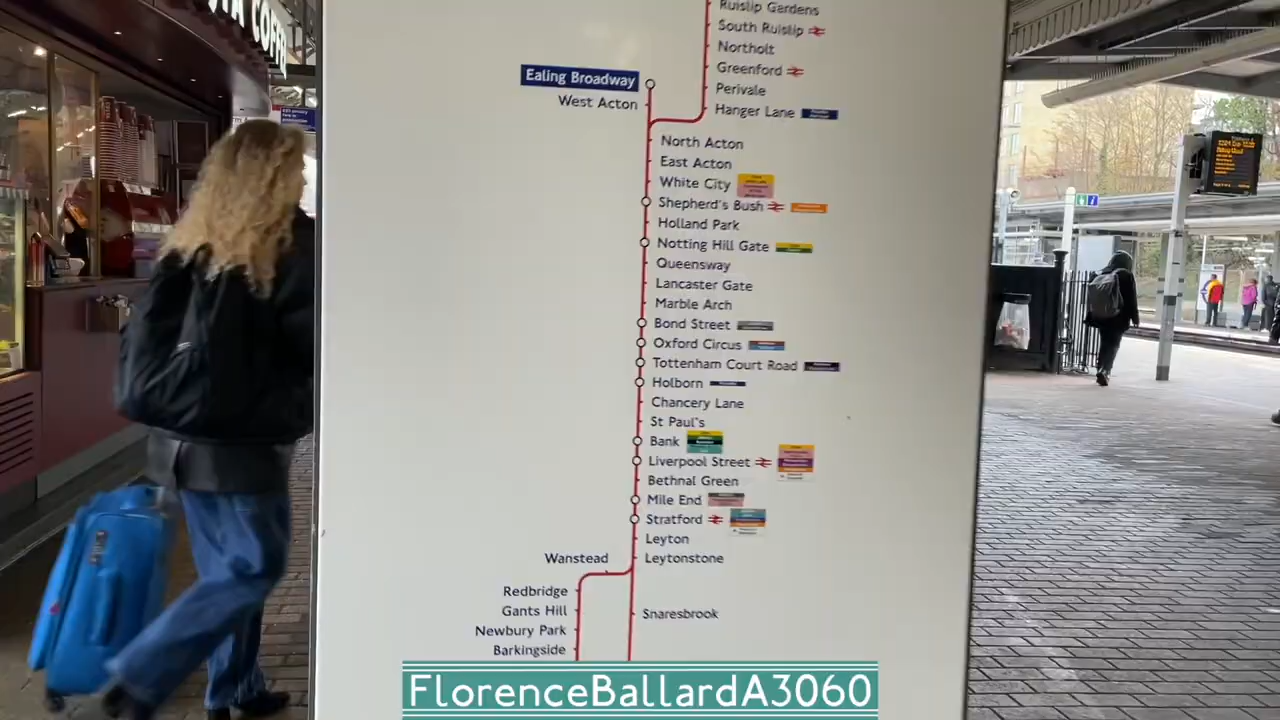 COFFEE
Ruislip Gardens
South Ruislip
Northolt
Greenford
Perivale
Hanger Lane
Ealing Broadway
West Acton
North Acton
East Acton
White City
Shepherd's Bush
Holland Park
Notting Hill Gate
Queensway
Lancaster Gate
Marble Arch
Bond Street
Oxford Circus
Tottenham Court Road
Holborn
Chancery Lane
St Paul's
Bank
Liverpool Street
Bethnal Green
Mile End
Stratford
Leyton
Wanstead
Leytonstone
Redbridge
Gants Hill
Snaresbrook
Newbury Park
Barkingside
FlorenceBallardA3060